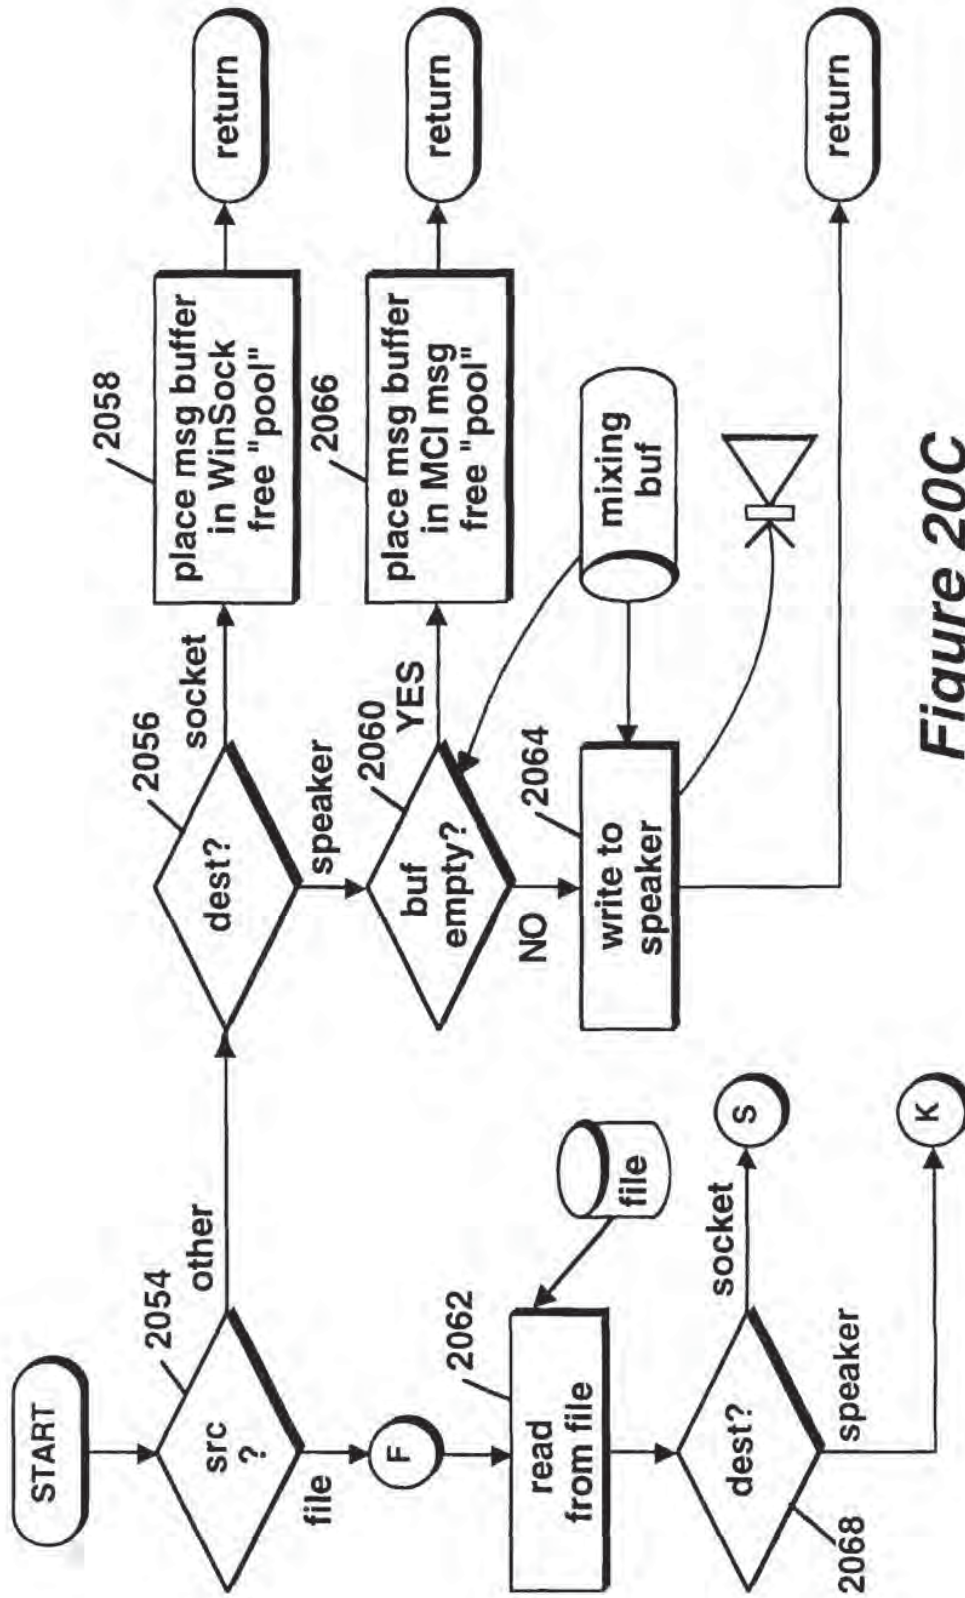 START
2054
src
?
other
file
F
2062
read
from file
file
dest?
2068
socket
S
speaker
K
2056
dest?
socket
2058
place msg buffer
in WinSock
free "pool"
return
speaker
2060
buf
empty?
YES
2066
place msg buffer
in MCI msg
free "pool"
return
NO
2064
write to
speaker
mixing
buf
return
Figure 20C